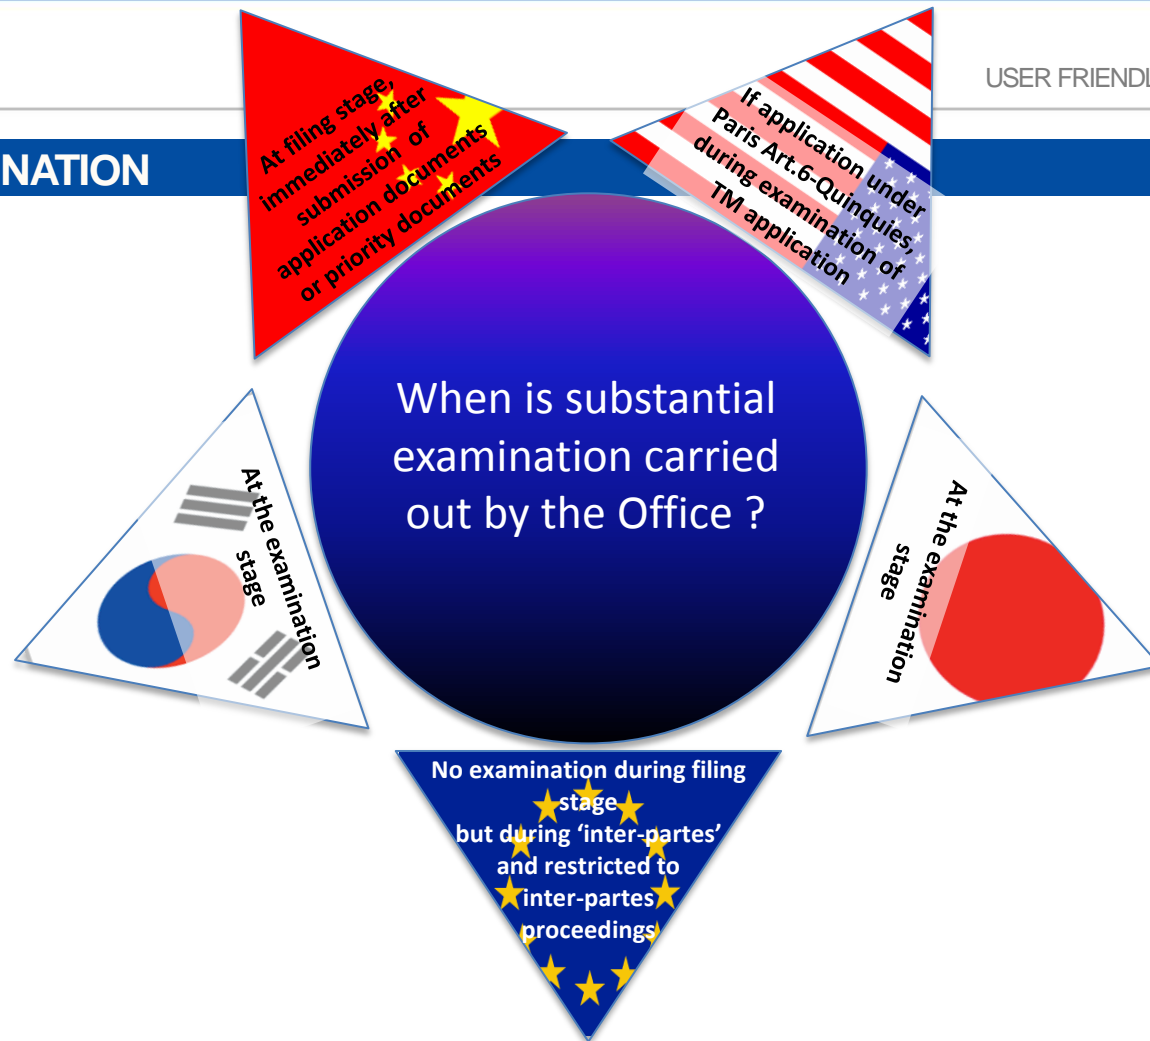 USER FRIENDL
NATION
At filing stage,
immediately after
submission of
application documents
or priority documents
If application under
Paris Art.6-Quinquies,
during examination of
TM application
When is substantial
examination carried
out by the Office ?
At the examination
stage
At the examination
stage
No examination during filing
stage
but during ‘inter-partes’
and restricted to
inter-partes
proceedings